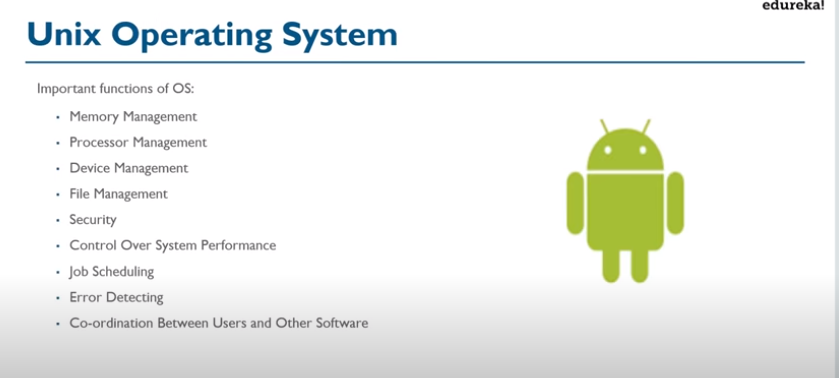 edureka!
Unix Operating System
Important functions of OS:
• Memory Management
• Processor Management
• Device Management
• File Management
• Security
• Control Over System Performance
• Job Scheduling
• Error Detecting
• Co-ordination Between Users and Other Software